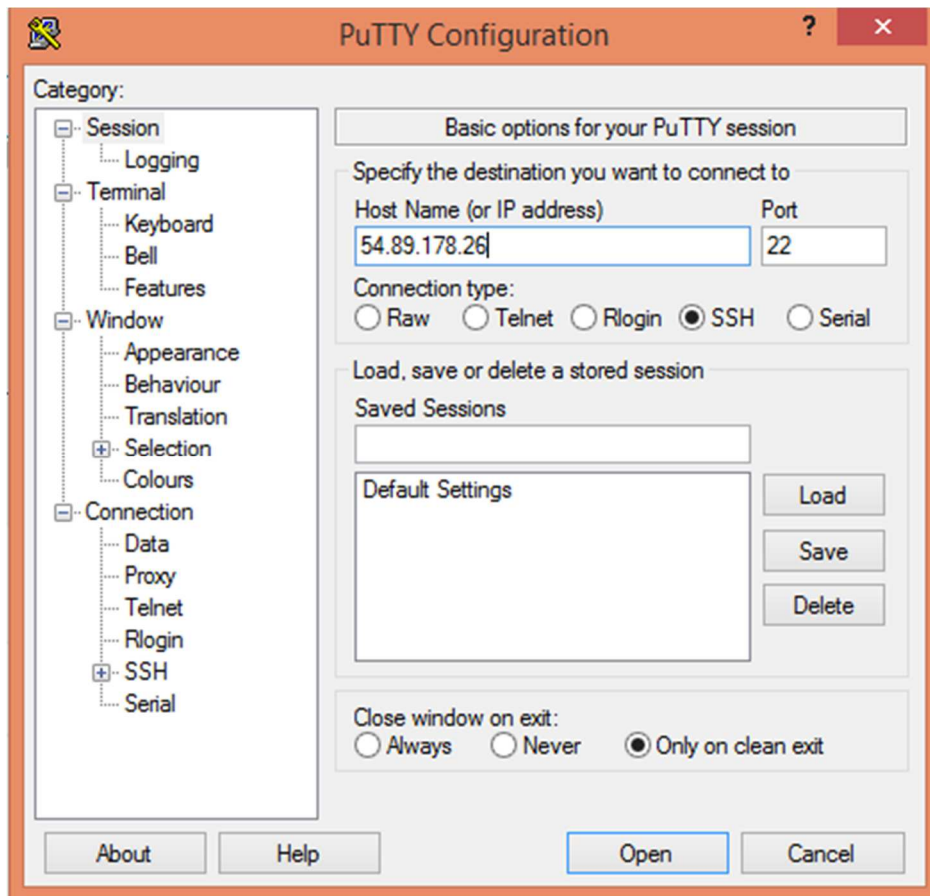 PuTTY Configuration
?
×
Category:
Session
Logging
Terminal
Keyboard
Bell
Features
Window
Appearance
Behaviour
Translation
Selection
Colours
Connection
Data
Proxy
Telnet
Rlogin
SSH
Serial
Basic options for your PuTTY session
Specify the destination you want to connect to
Host Name (or IP address) Port
54.89.178.26 22
Connection type:
Raw Telnet Rlogin SSH Serial
Load, save or delete a stored session
Saved Sessions
Default Settings
Load
Save
Delete
Close window on exit:
Always Never Only on clean exit
About Help Open Cancel